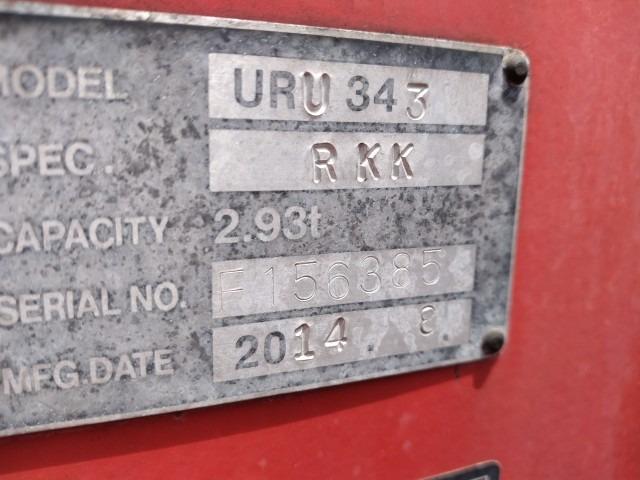 MODEL URU 343
SPEC. RKK
CAPACITY 2.93t
SERIAL NO. F156385
MFG.DATE 2014. 8